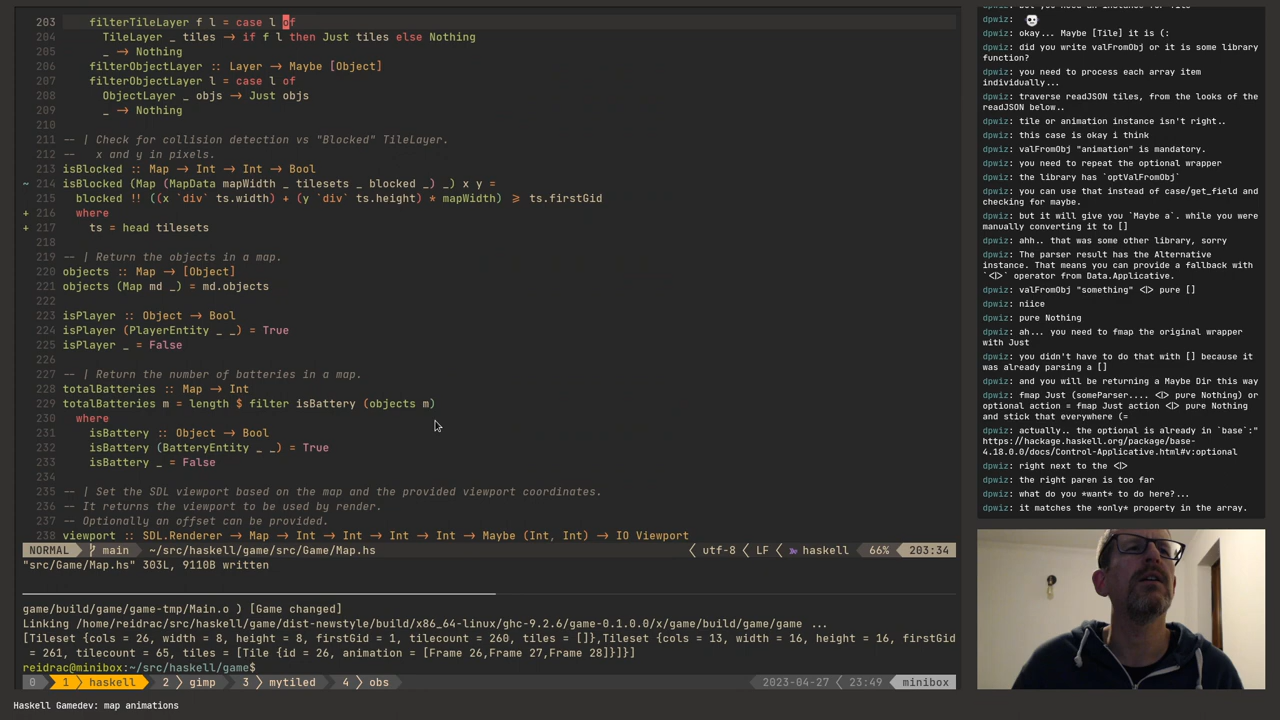 203     filterTileLayer f l = case l of
204       TileLayer _ tiles → if f l then Just tiles else Nothing
205       _ → Nothing
206     filterObjectLayer :: Layer → Maybe [Object]
207     filterObjectLayer l = case l of
208       ObjectLayer _ objs → Just objs
209       _ → Nothing
210
211 -- | Check for collision detection vs "Blocked" TileLayer.
212 --   x and y in pixels.
213 isBlocked :: Map → Int → Int → Bool
~ 214 isBlocked (Map (MapData mapWidth _ tilesets _ blocked _) _) x y =
215   blocked !! ((x `div` ts.width) + (y `div` ts.height) * mapWidth) ≥ ts.firstGid
+ 216   where
+ 217     ts = head tilesets
218
219 -- | Return the objects in a map.
220 objects :: Map → [Object]
221 objects (Map md _) = md.objects
222
223 isPlayer :: Object → Bool
224 isPlayer (PlayerEntity _ _) = True
225 isPlayer _ = False
226
227 -- | Return the number of batteries in a map.
228 totalBatteries :: Map → Int
229 totalBatteries m = length $ filter isBattery (objects m)
230   where
231     isBattery :: Object → Bool
232     isBattery (BatteryEntity _ _) = True
233     isBattery _ = False
234
235 -- | Set the SDL viewport based on the map and the provided viewport coordinates.
236 -- It returns the viewport to be used by render.
237 -- Optionally an offset can be provided.
238 viewport :: SDL.Renderer → Map → Int → Int → Int → Int → Maybe (Int, Int) → IO Viewport
NORMAL main ~/src/haskell/game/src/Game/Map.hs utf-8 LF haskell 66% 203:34
"src/Game/Map.hs" 303L, 9110B written
game/build/game/game-tmp/Main.o ) [Game changed]
Linking /home/reidrac/src/haskell/game/dist-newstyle/build/x86_64-linux/ghc-9.2.6/game-0.1.0.0/x/game/build/game/game ...
[Tileset {cols = 26, width = 8, height = 8, firstGid = 1, tilecount = 260, tiles = []},Tileset {cols = 13, width = 16, height = 16, firstGid
= 261, tilecount = 65, tiles = [Tile {id = 26, animation = [Frame 26,Frame 27,Frame 28]}]}]
reidrac@minibox:~/src/haskell/game$
0 1 haskell 2 gimp 3 mytiled 4 obs 2023-04-27 23:49 minibox
Haskell Gamedev: map animations
dpwiz: 💀
dpwiz: okay... Maybe [Tile] it is (:
dpwiz: did you write valFromObj or it is some library
function?
dpwiz: you need to process each array item
individually...
dpwiz: traverse readJSON tiles, from the looks of the
readJSON below..
dpwiz: tile or animation instance isn't right..
dpwiz: this case is okay i think
dpwiz: valFromObj "animation" is mandatory.
dpwiz: you need to repeat the optional wrapper
dpwiz: the library has `optValFromObj`
dpwiz: you can use that instead of case/get_field and
checking for maybe.
dpwiz: but it will give you `Maybe a`. while you were
manually converting it to []
dpwiz: ahh.. that was some other library, sorry
dpwiz: The parser result has the Alternative
instance. That means you can provide a fallback with
`<|>` operator from Data.Applicative.
dpwiz: valFromObj "something" <|> pure []
dpwiz: niice
dpwiz: pure Nothing
dpwiz: ah... you need to fmap the original wrapper
with Just
dpwiz: you didn't have to do that with [] because it
was already parsing a []
dpwiz: and you will be returning a Maybe Dir this way
dpwiz: fmap Just (someParser.... <|> pure Nothing) or
optional action = fmap Just action <|> pure Nothing
and stick that everywhere (=
dpwiz: actually.. the optional is already in `base`:"
https://hackage.haskell.org/package/base-
4.18.0.0/docs/Control-Applicative.html#v:optional
dpwiz: right next to the <|>
dpwiz: the right paren is too far
dpwiz: what do you *want* to do here?...
dpwiz: it matches the *only* property in the array.